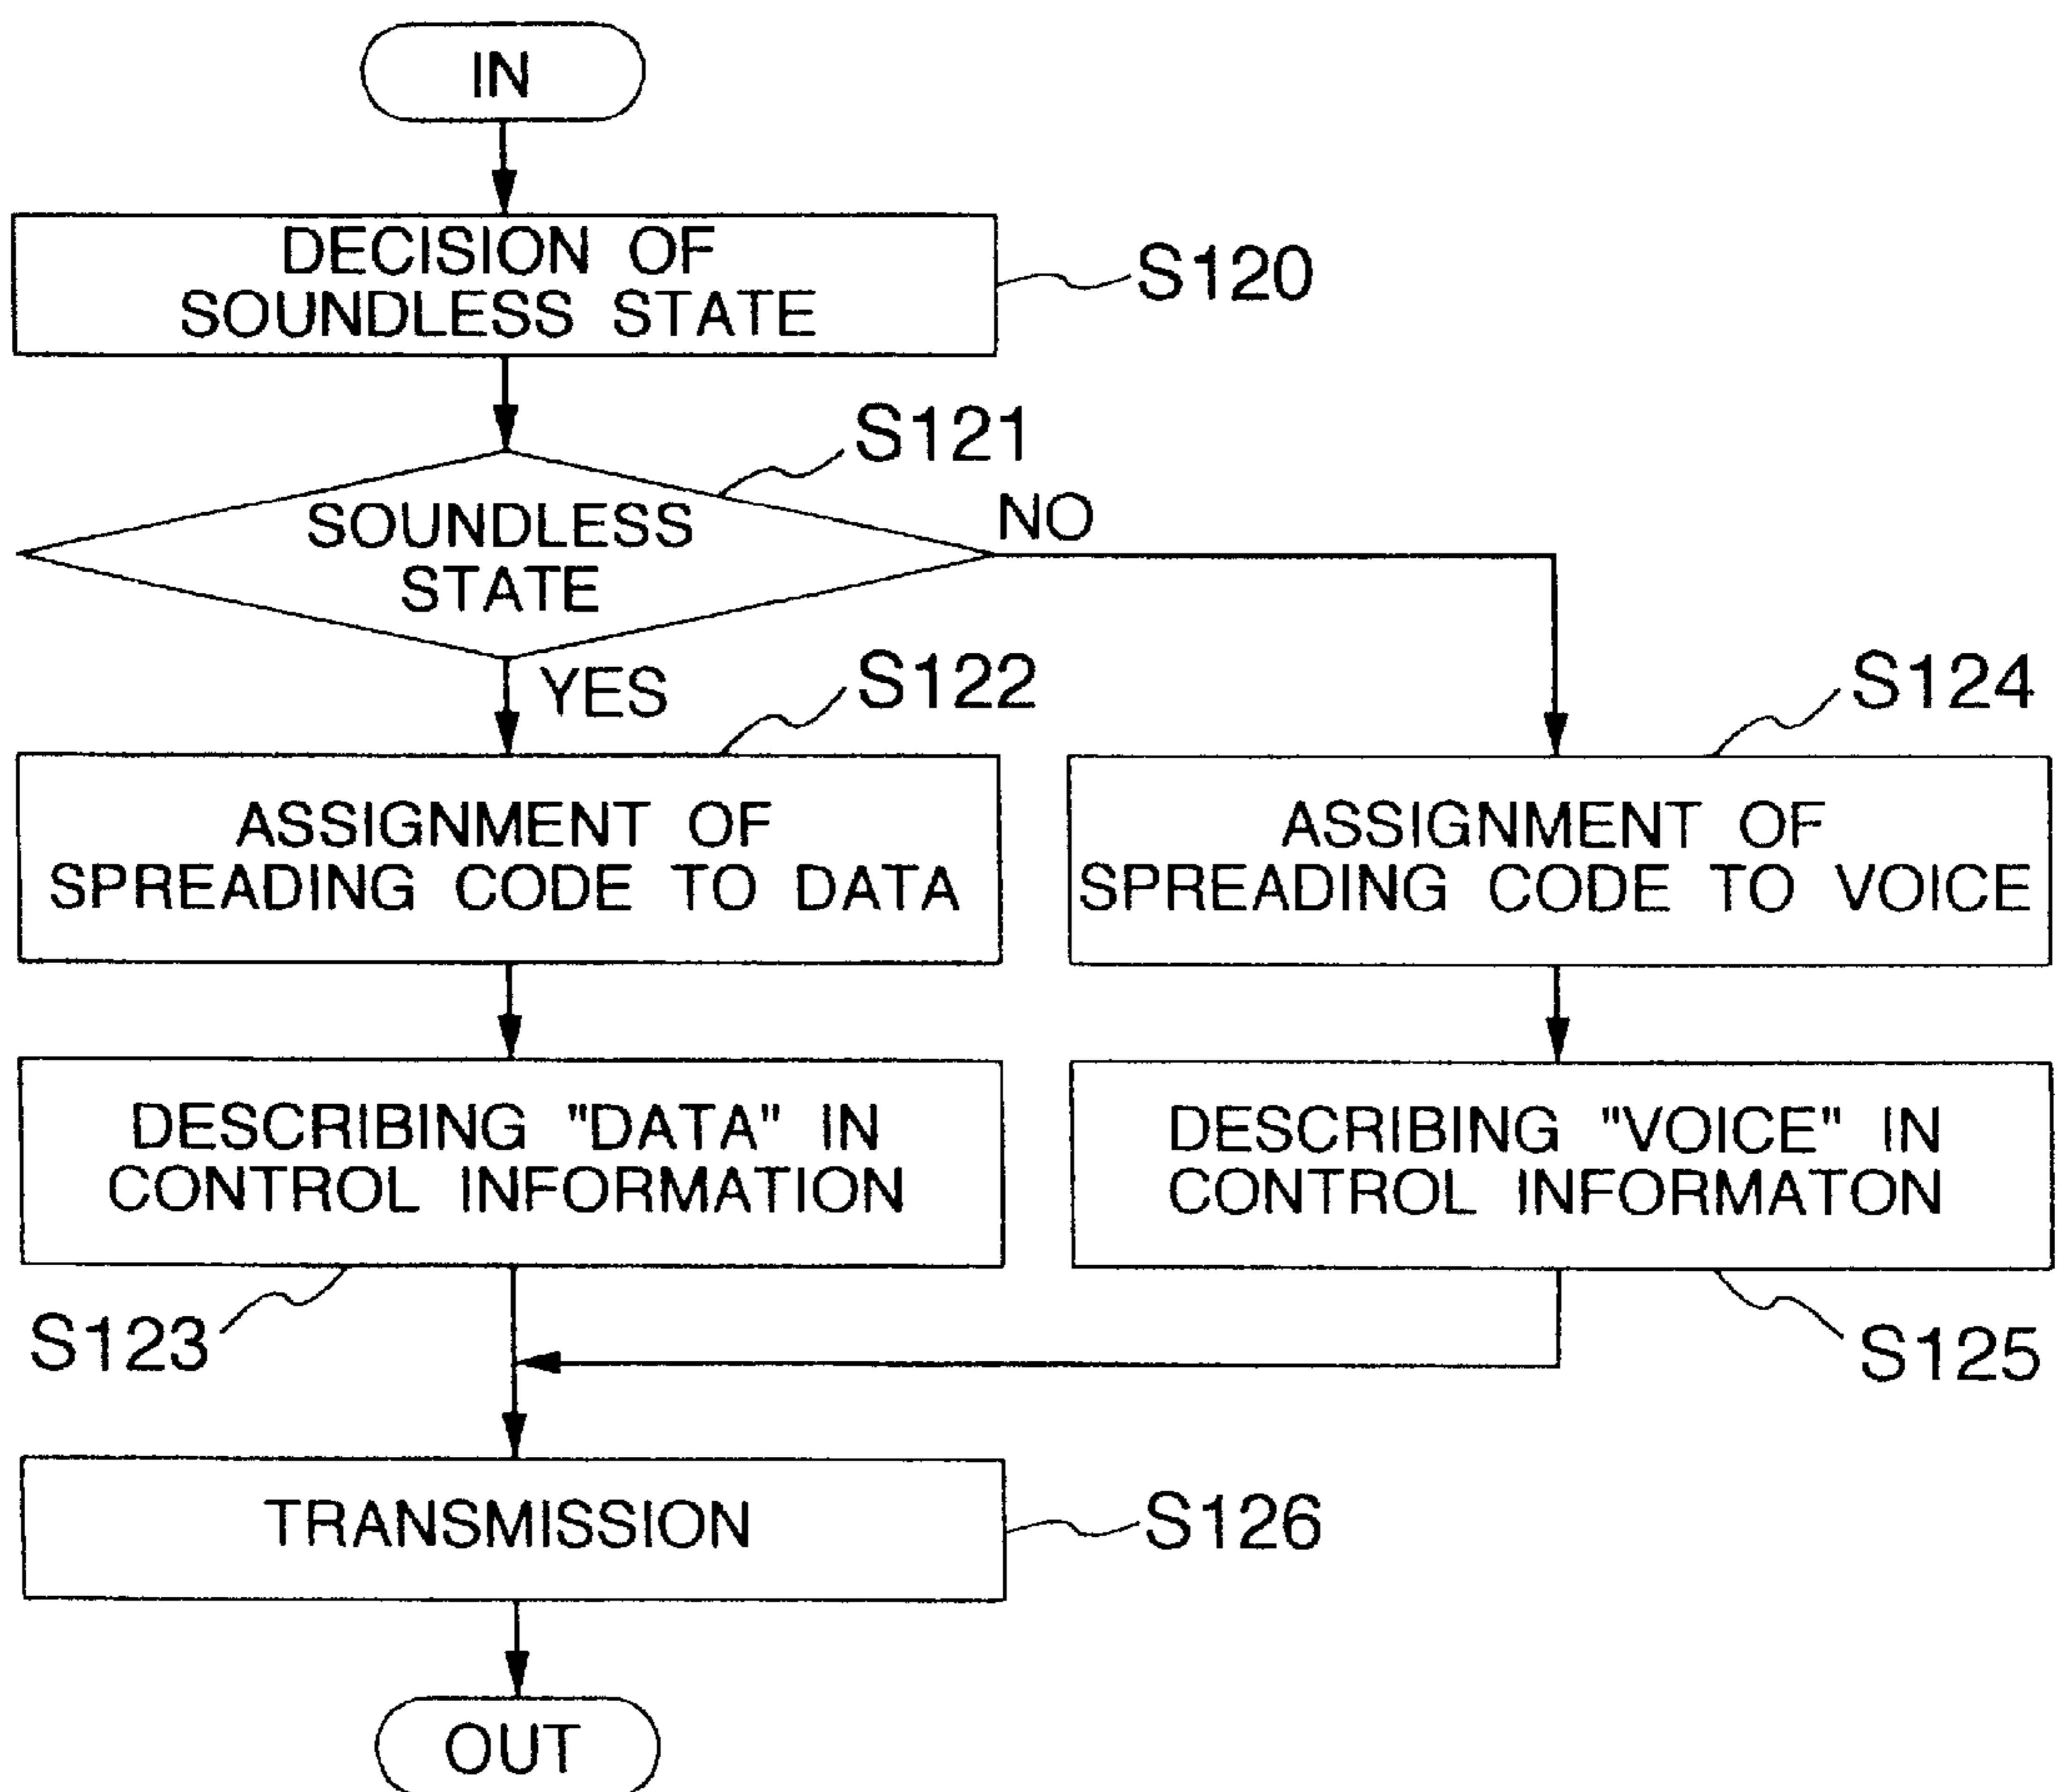 IN
DECISION OF
SOUNDLESS STATE
S120
S121
SOUNDLESS
STATE
NO
YES
S122
S124
ASSIGNMENT OF
SPREADING CODE TO DATA
ASSIGNMENT OF
SPREADING CODE TO VOICE
DESCRIBING "DATA" IN
CONTROL INFORMATION
DESCRIBING "VOICE" IN
CONTROL INFORMATON
S123
S125
TRANSMISSION
S126
OUT